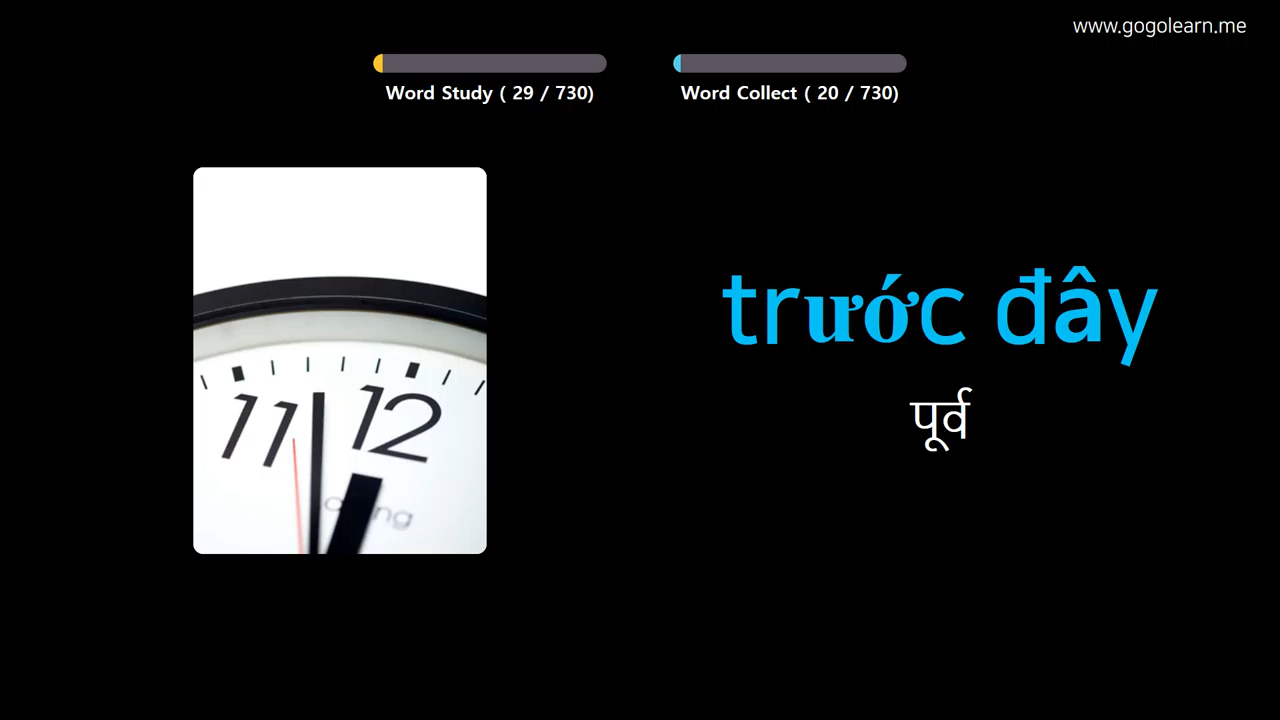 www.gogolearn.me
Word Study ( 29 / 730)
Word Collect ( 20 / 730)
11
12
trước đây
पूर्व